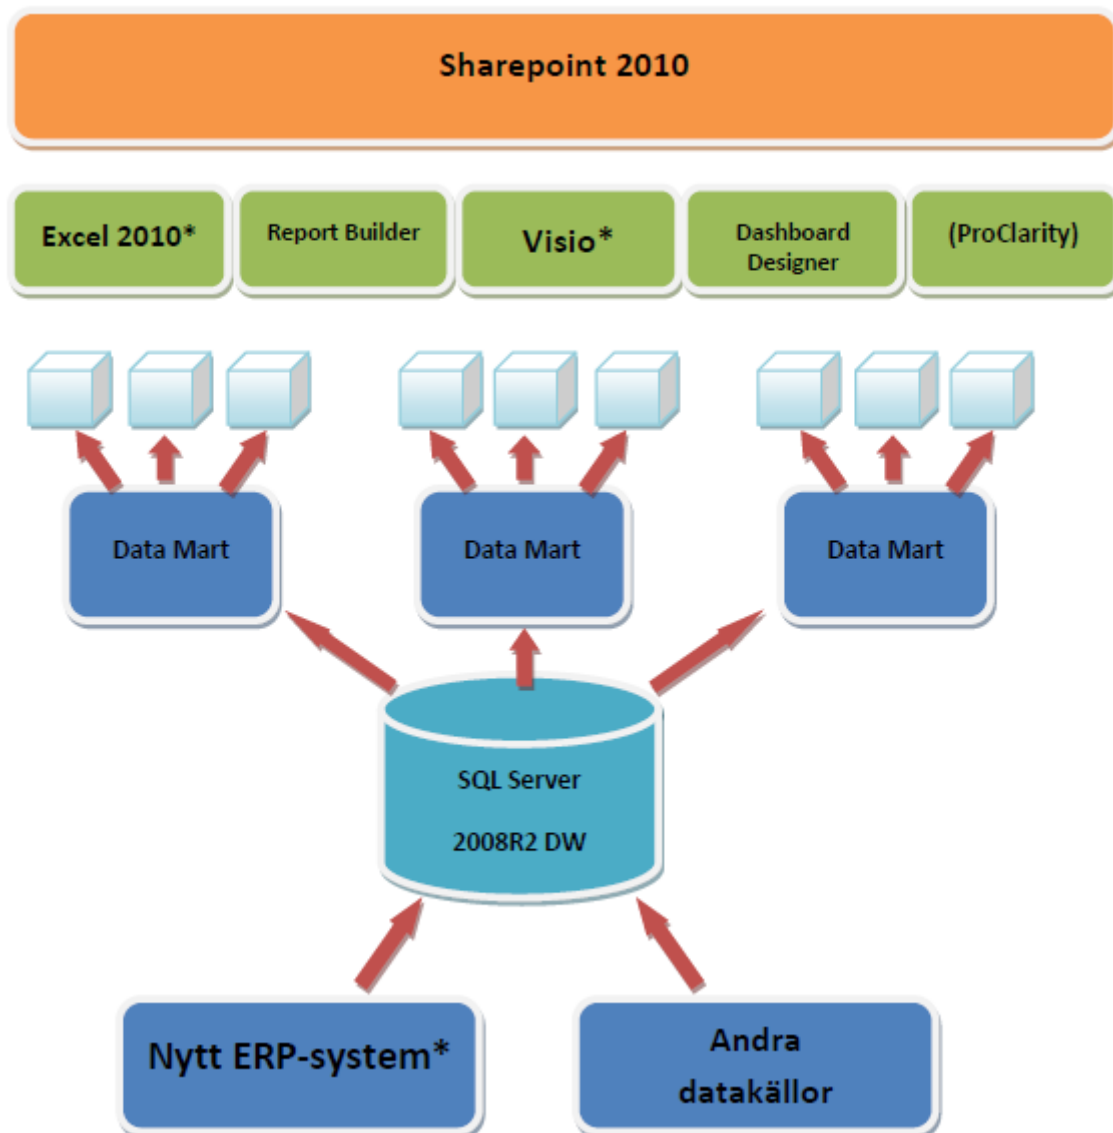 Sharepoint 2010
Excel 2010*
Report Builder
Visio*
Dashboard
Designer
(ProClarity)
Data Mart
Data Mart
Data Mart
SQL Server
2008R2 DW
Nytt ERP-system*
Andra
datakällor